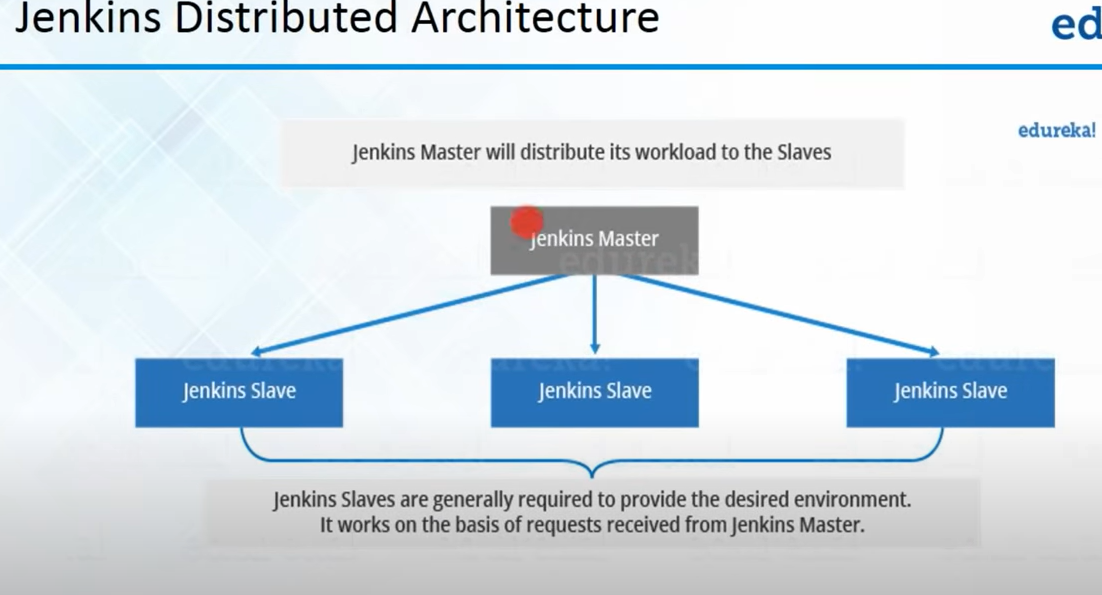 Jenkins Distributed Architecture
ed
edureka!
Jenkins Master will distribute its workload to the Slaves
Jenkins Master
Jenkins Slave
Jenkins Slave
Jenkins Slave
Jenkins Slaves are generally required to provide the desired environment.
It works on the basis of requests received from Jenkins Master.